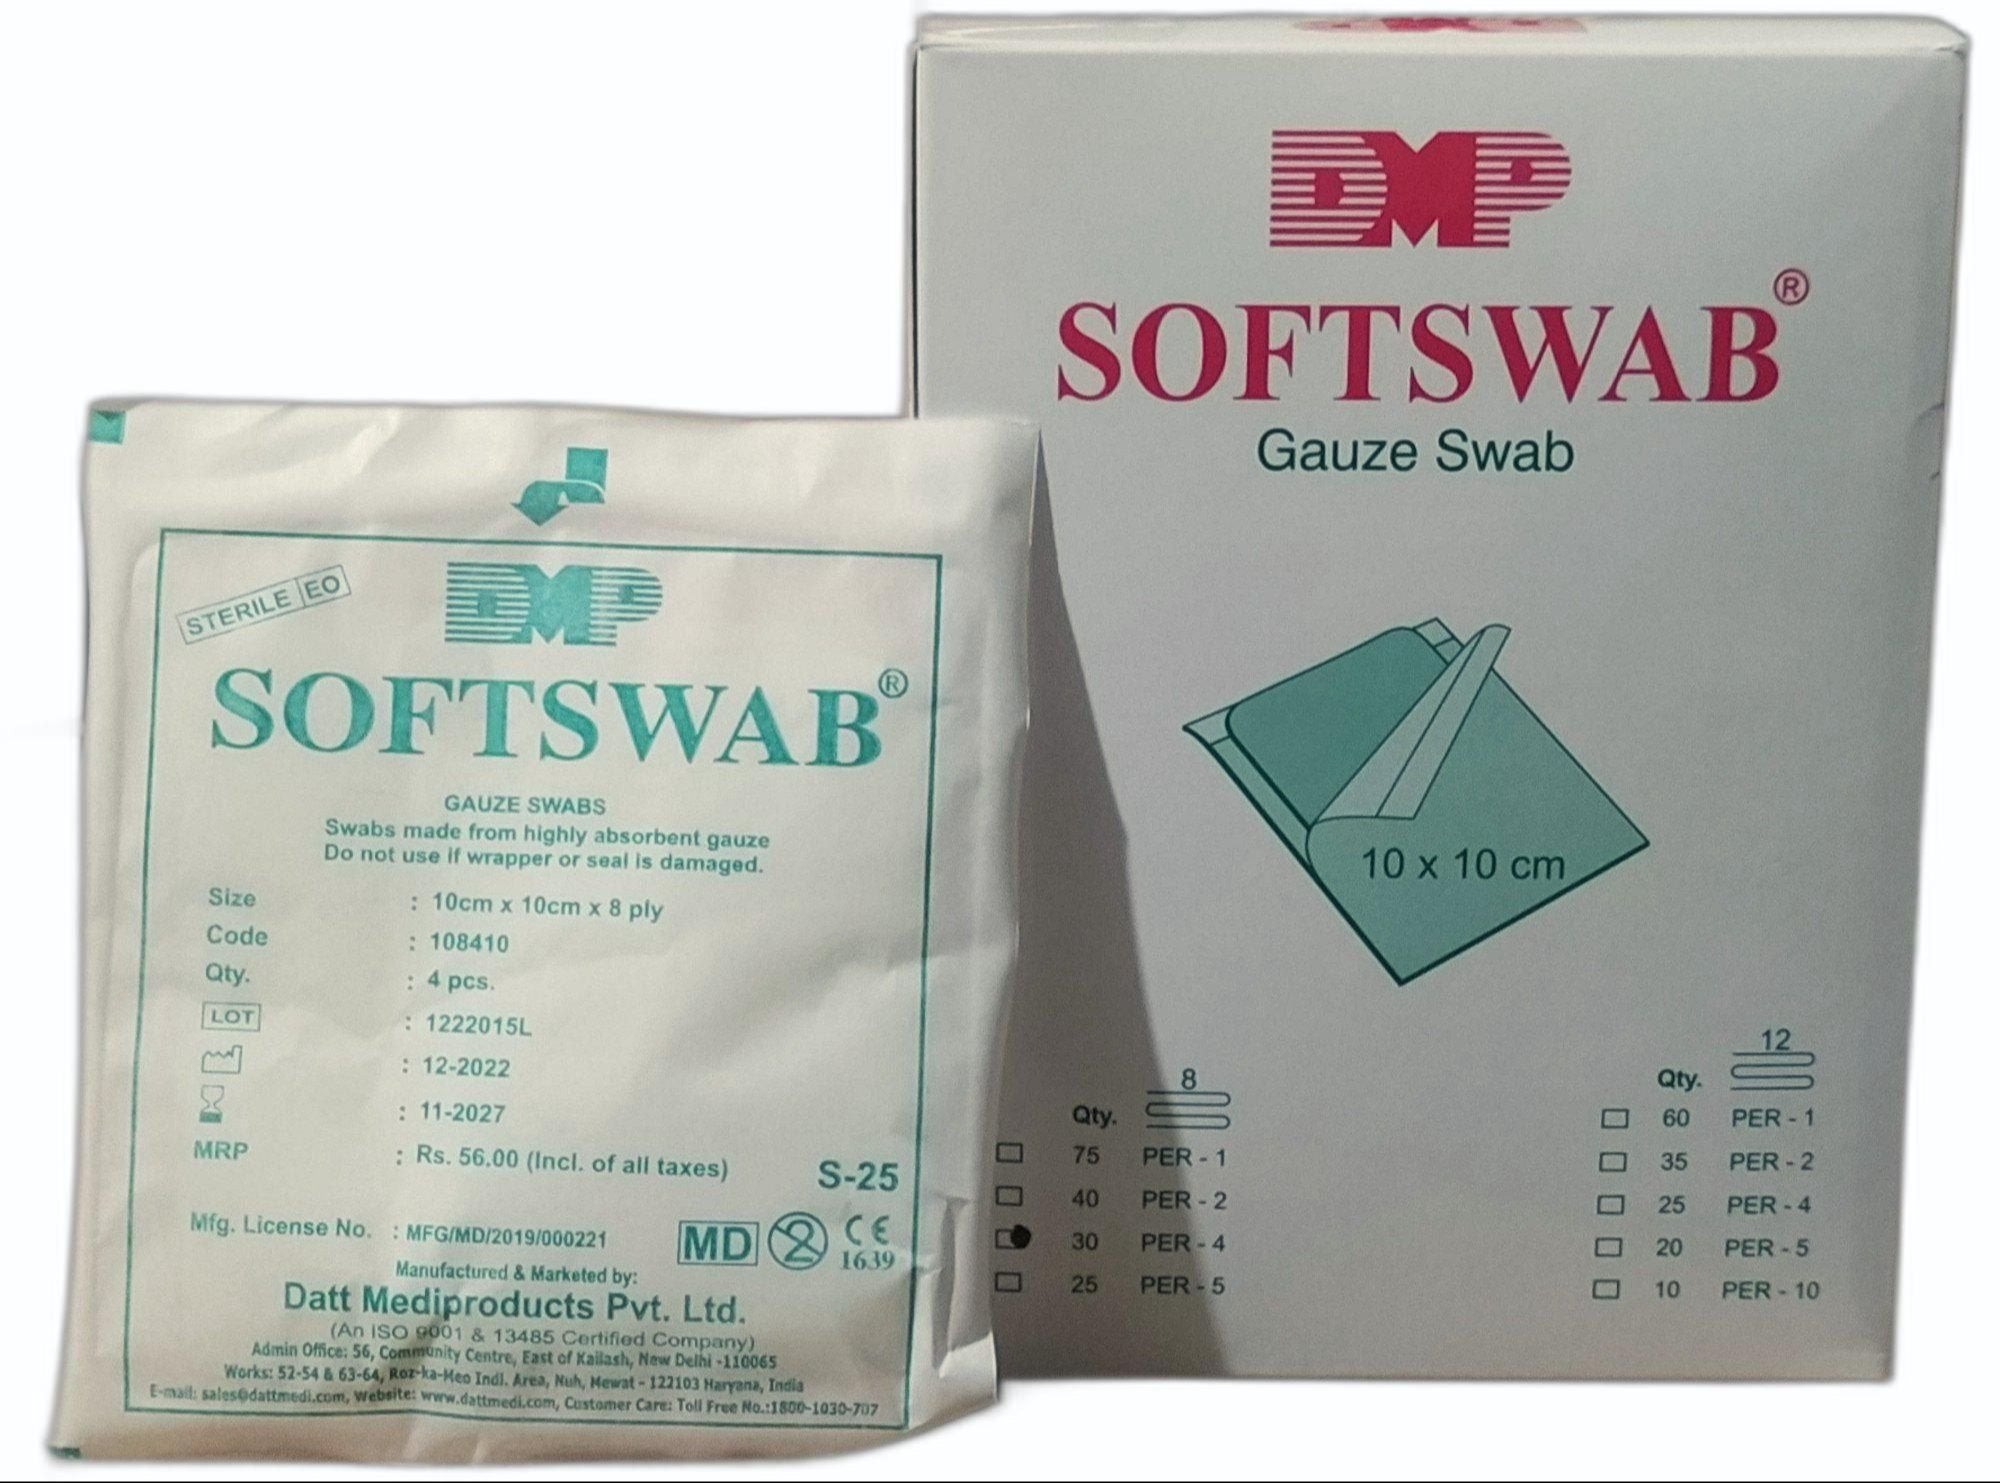 DMP
SOFTSWAB®
Gauze Swab
10 x 10 cm
8
Qty.
75 PER - 1
40 PER - 2
30 PER - 4
25 PER - 5
12
Qty.
60 PER - 1
35 PER - 2
25 PER - 4
20 PER - 5
10 PER - 10
STERILE EO
DMP
SOFTSWAB®
GAUZE SWABS
Swabs made from highly absorbent gauze
Do not use if wrapper or seal is damaged.
Size : 10cm x 10cm x 8 ply
Code : 108410
Qty. : 4 pcs.
LOT : 1222015L
: 12-2022
: 11-2027
MRP : Rs. 56.00 (Incl. of all taxes)
S-25
Mfg. License No. : MFG/MD/2019/000221
MD 2 CE 1639
Manufactured & Marketed by:
Datt Mediproducts Pvt. Ltd.
(An ISO 9001 & 13485 Certified Company)
Admin Office: 56, Community Centre, East of Kailash, New Delhi -110065
Works: 52-54 & 63-64, Roz-ka-Meo Indl. Area, Nuh, Mewat - 122103 Haryana, India
E-mail: sales@dattmedi.com, Website: www.dattmedi.com, Customer Care: Toll Free No.:1800-1030-707